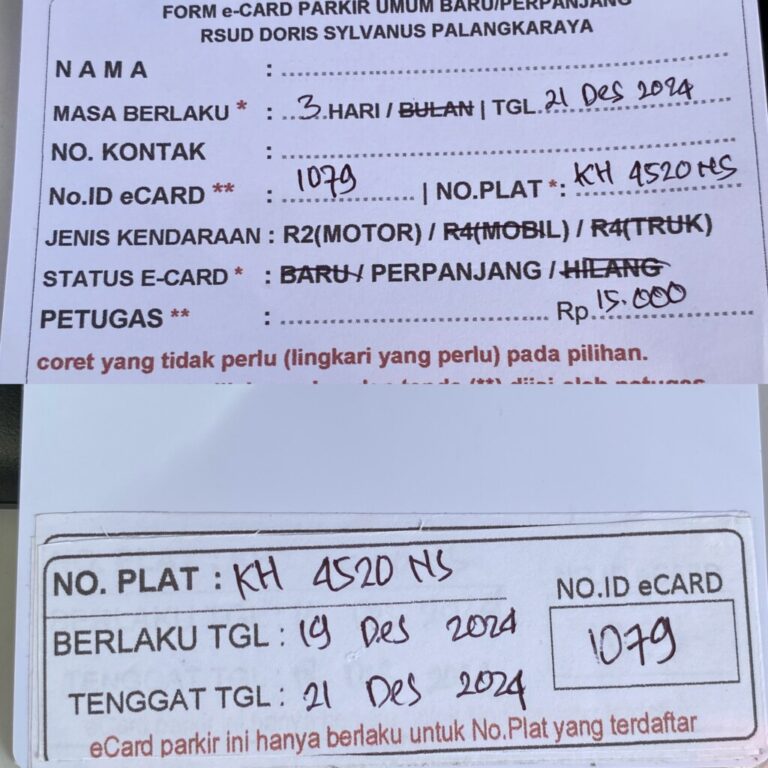 FORM e-CARD PARKIR UMUM BARU/PERPANJANG
RSUD DORIS SYLVANUS PALANGKARAYA
NAMA :
MASA BERLAKU * : 3 HARI / BULAN | TGL. 21 Des 2024
NO. KONTAK :
No.ID eCARD ** : 1079 | NO.PLAT *: KH 4520 NS
JENIS KENDARAAN : R2(MOTOR) / R4(MOBIL) / R4(TRUK)
STATUS E-CARD * : BARU / PERPANJANG / HILANG
PETUGAS ** : Rp. 15.000
coret yang tidak perlu (lingkari yang perlu) pada pilihan.
tanda (**) diisi oleh petugas
NO. PLAT : KH 4520 NS
NO.ID eCARD
BERLAKU TGL : 19 Des 2024
1079
TENGGAT TGL : 21 Des 2024
eCard parkir ini hanya berlaku untuk No.Plat yang terdaftar